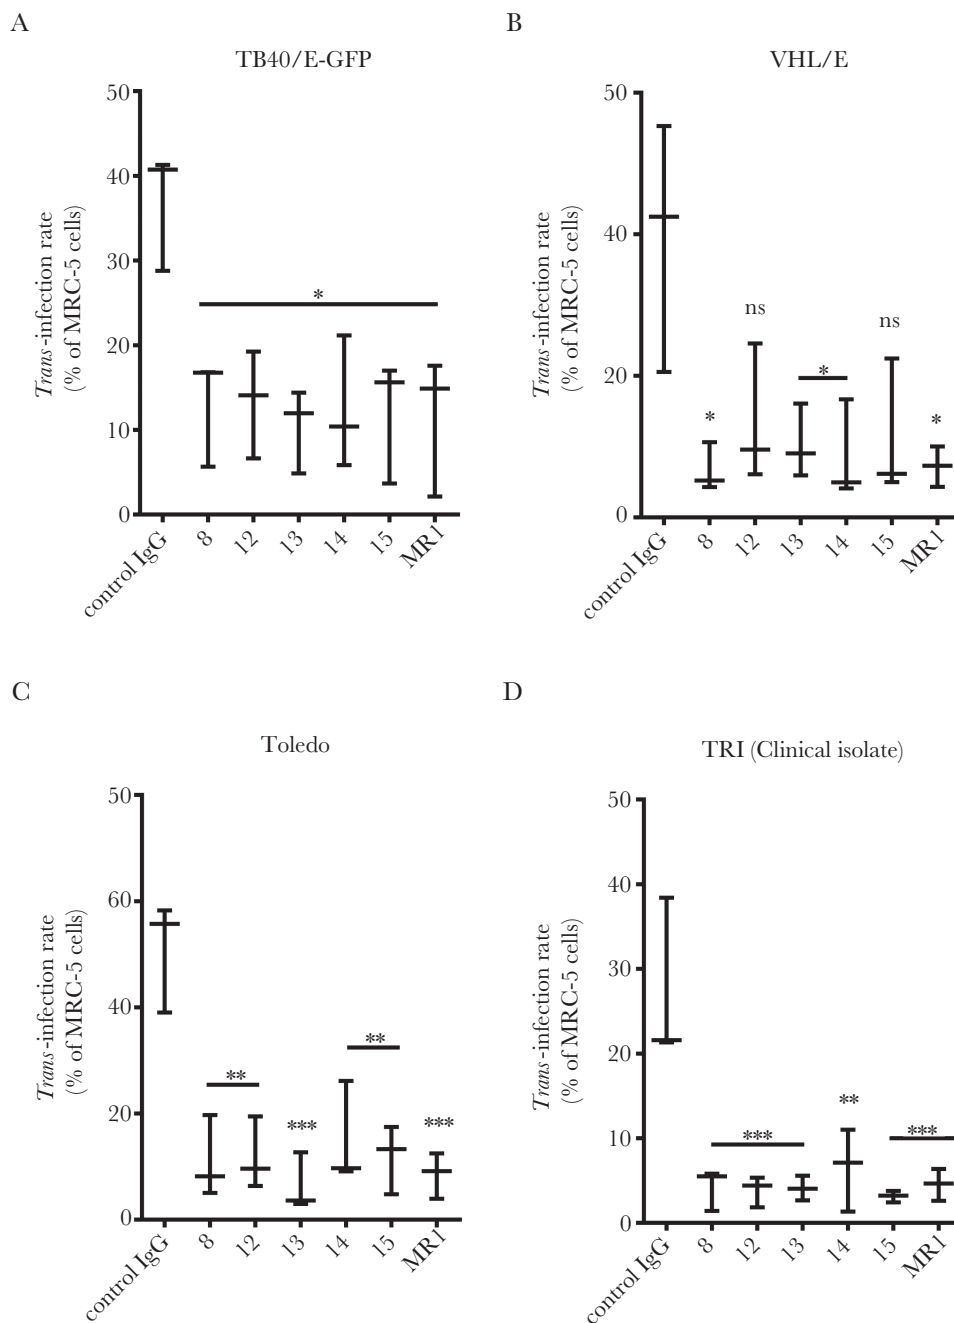 A
TB40/E-GFP
Trans-infection rate
(% of MRC-5 cells)
50
40
30
20
10
0
*
control IgG
8
12
13
14
15
MR1
B
VHL/E
Trans-infection rate
(% of MRC-5 cells)
50
40
20
0
*
ns
*
ns
*
control IgG
8
12
13
14
15
MR1
C
Toledo
Trans-infection rate
(% of MRC-5 cells)
50
60
40
20
0
**
***
**
***
control IgG
8
12
13
14
15
MR1
D
TRI (Clinical isolate)
Trans-infection rate
(% of MRC-5 cells)
50
40
30
20
10
0
***
**
***
control IgG
8
12
13
14
15
MR1